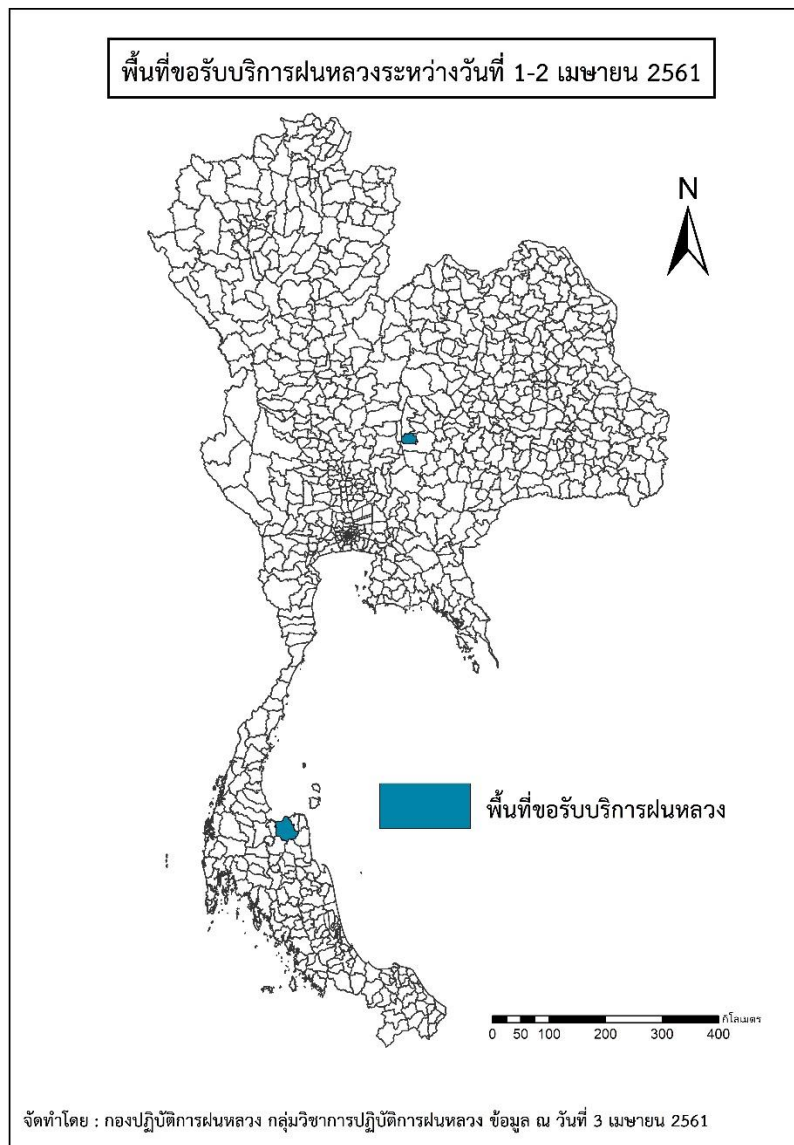 พื้นที่ขอรับบริการฝนหลวงระหว่างวันที่ 1-2 เมษายน 2561
N
พื้นที่ขอรับบริการฝนหลวง
กิโลเมตร
0 50 100 200 300 400
จัดทำโดย : กองปฏิบัติการฝนหลวง กลุ่มวิชาการปฏิบัติการฝนหลวง ข้อมูล ณ วันที่ 3 เมษายน 2561